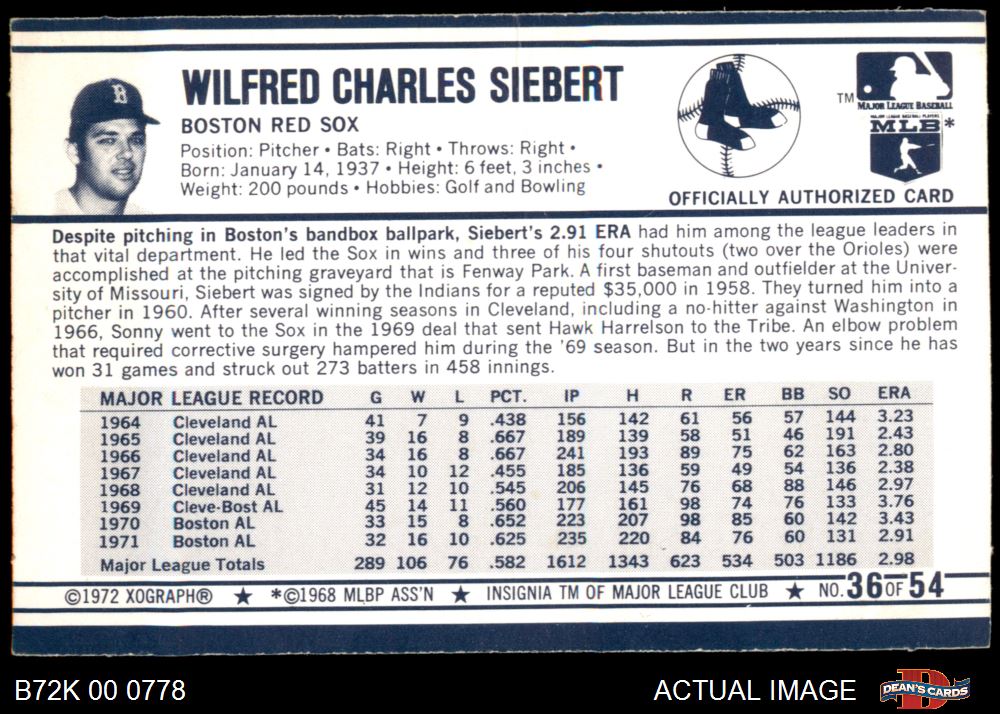 WILFRED CHARLES SIEBERT
BOSTON RED SOX
Position: Pitcher • Bats: Right • Throws: Right •
Born: January 14, 1937 • Height: 6 feet, 3 inches •
Weight: 200 pounds • Hobbies: Golf and Bowling
B
TM
MAJOR LEAGUE BASEBALL
MAJOR LEAGUE BASEBALL PLAYERS
MLB*
OFFICIALLY AUTHORIZED CARD
Despite pitching in Boston's bandbox ballpark, Siebert's 2.91 ERA had him among the league leaders in
that vital department. He led the Sox in wins and three of his four shutouts (two over the Orioles) were
accomplished at the pitching graveyard that is Fenway Park. A first baseman and outfielder at the Univer-
sity of Missouri, Siebert was signed by the Indians for a reputed $35,000 in 1958. They turned him into a
pitcher in 1960. After several winning seasons in Cleveland, including a no-hitter against Washington in
1966, Sonny went to the Sox in the 1969 deal that sent Hawk Harrelson to the Tribe. An elbow problem
that required corrective surgery hampered him during the '69 season. But in the two years since he has
won 31 games and struck out 273 batters in 458 innings.
MAJOR LEAGUE RECORD G W L PCT. IP H R ER BB SO ERA
1964 Cleveland AL 41 7 9 .438 156 142 61 56 57 144 3.23
1965 Cleveland AL 39 16 8 .667 189 139 58 51 46 191 2.43
1966 Cleveland AL 34 16 8 .667 241 193 89 75 62 163 2.80
1967 Cleveland AL 34 10 12 .455 185 136 59 49 54 136 2.38
1968 Cleveland AL 31 12 10 .545 206 145 76 68 88 146 2.97
1969 Cleve-Bost AL 45 14 11 .560 177 161 98 74 76 133 3.76
1970 Boston AL 33 15 8 .652 223 207 98 85 60 142 3.43
1971 Boston AL 32 16 10 .625 235 220 84 76 60 131 2.91
Major League Totals 289 106 76 .582 1612 1343 623 534 503 1186 2.98
©1972 XOGRAPH® ★ *©1968 MLBP ASS'N ★ INSIGNIA TM OF MAJOR LEAGUE CLUB ★ NO. 36 OF 54
B72K 00 0778
ACTUAL IMAGE
D
DEAN'S CARDS